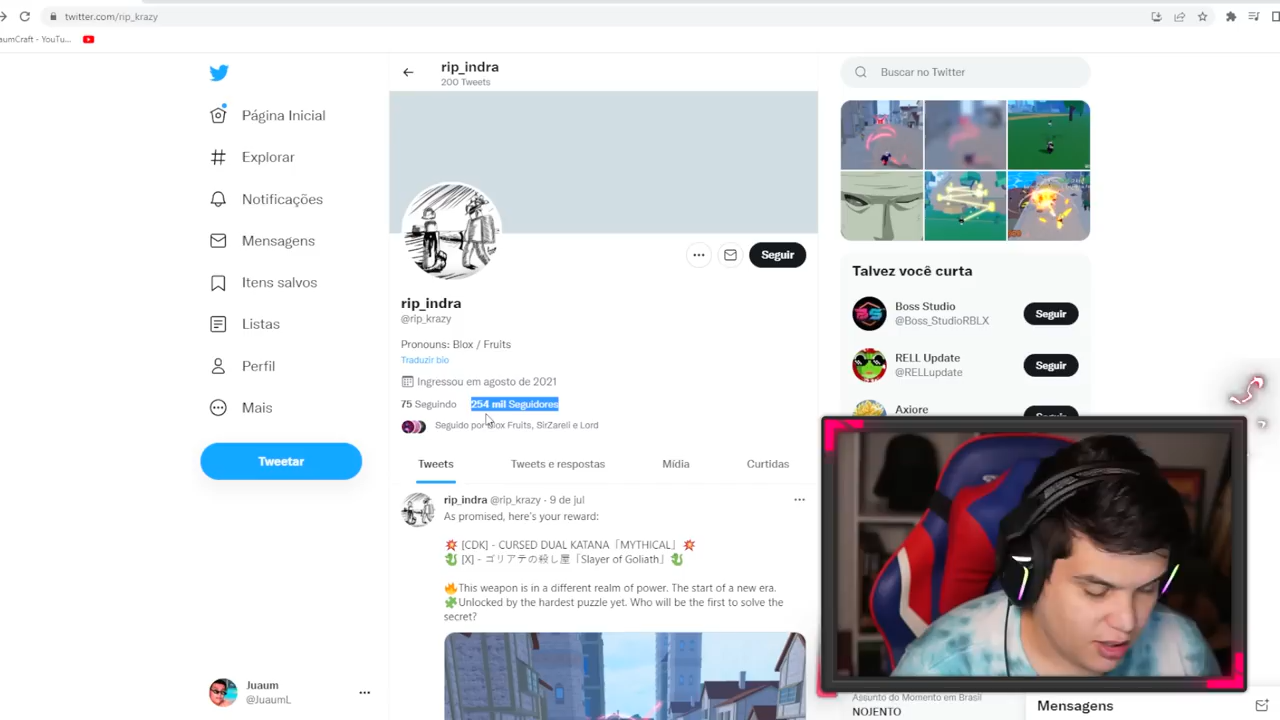 twitter.com/rip_krazy
aumCraft - YouTu...
rip_indra
200 Tweets
Buscar no Twitter
Página Inicial
Explorar
Notificações
Mensagens
Itens salvos
Listas
Perfil
Mais
Tweetar
Juaum
@JuaumL
Seguir
rip_indra
@rip_krazy
Pronouns: Blox / Fruits
Traduzir bio
Ingressou em agosto de 2021
75 Seguindo 254 mil Seguidores
Seguido por Blox Fruits, SirZareli e Lord
Tweets
Tweets e respostas
Mídia
Curtidas
rip_indra @rip_krazy · 9 de jul
As promised, here's your reward:
💥 [CDK] - CURSED DUAL KATANA「MYTHICAL」💥
🐉 [X] - ゴリアテの殺し屋「Slayer of Goliath」🐉
🔥This weapon is in a different realm of power. The start of a new era.
🧩Unlocked by the hardest puzzle yet. Who will be the first to solve the
secret?
Talvez você curta
Boss Studio
@Boss_StudioRBLX
Seguir
RELL Update
@RELLupdate
Seguir
Axiore
Assunto do Momento em Brasil
NOJENTO
Mensagens